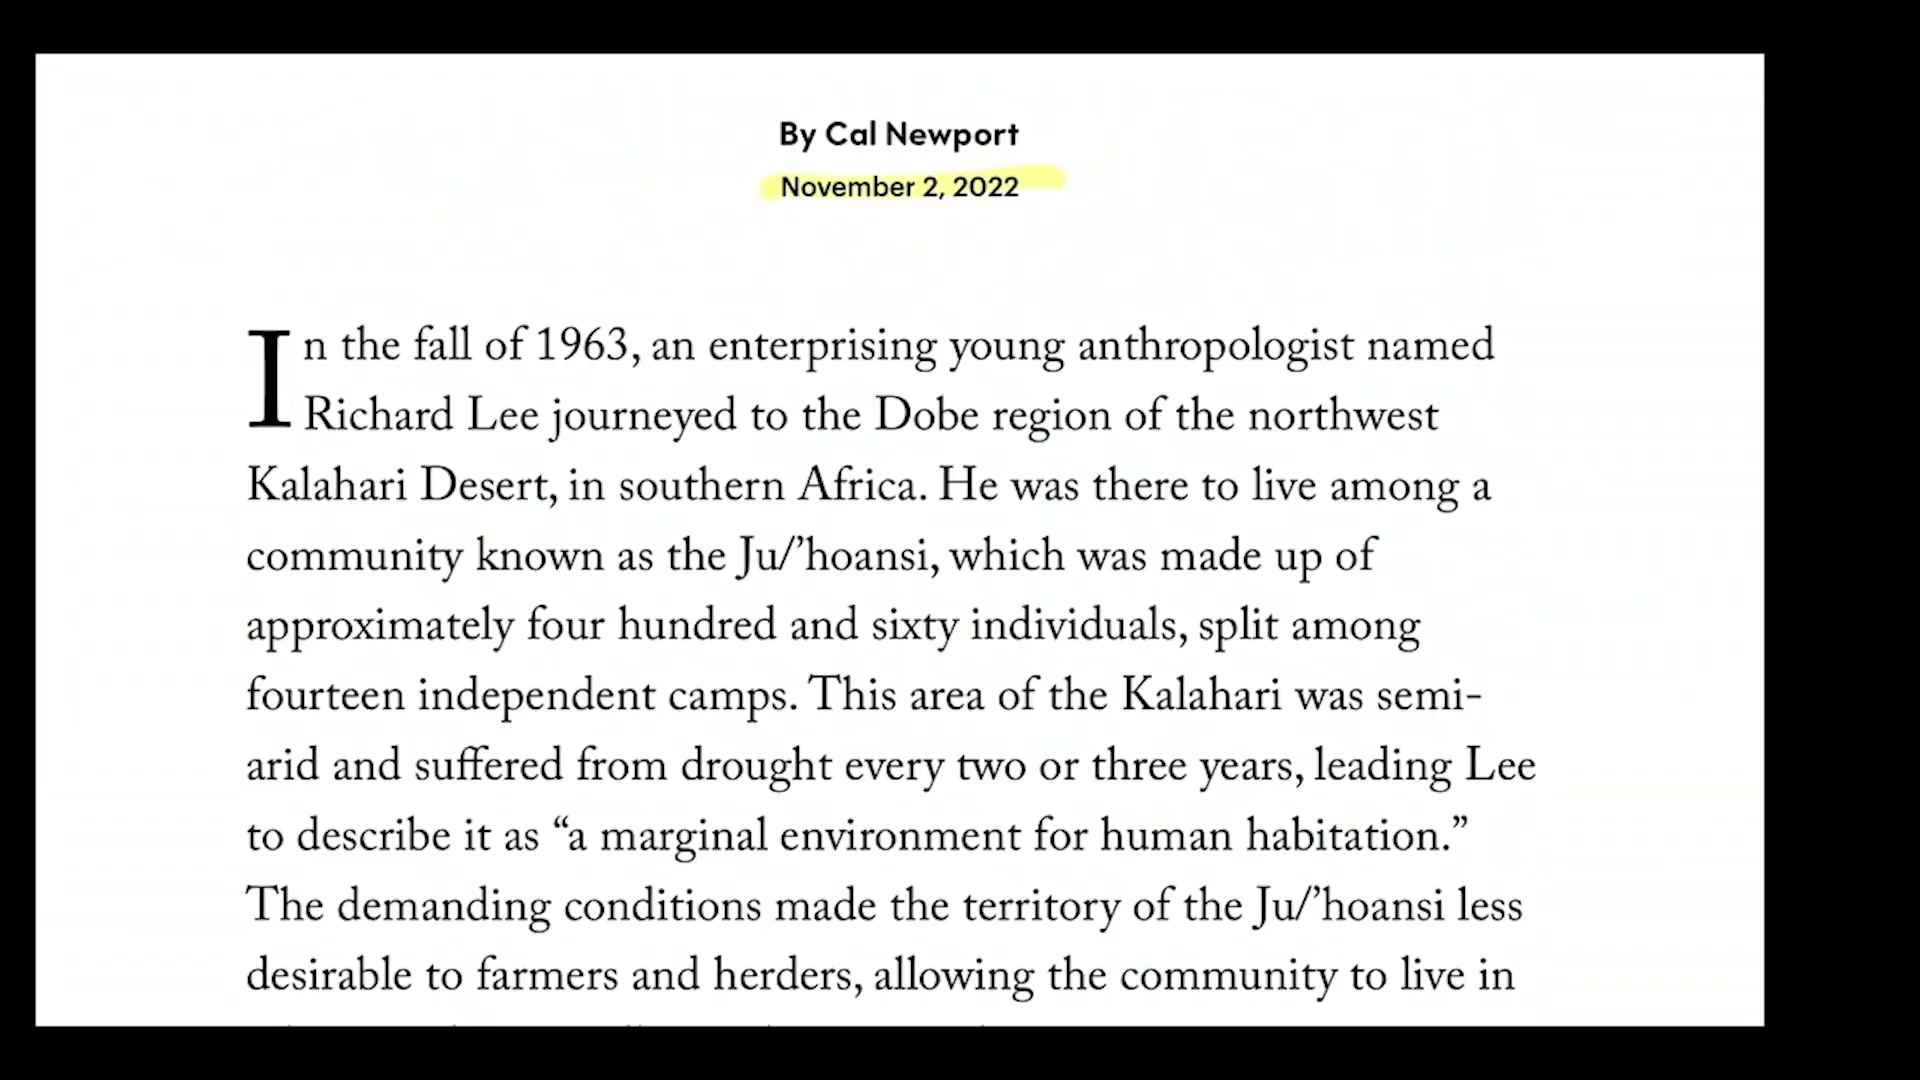 By Cal Newport
November 2, 2022
In the fall of 1963, an enterprising young anthropologist named
Richard Lee journeyed to the Dobe region of the northwest
Kalahari Desert, in southern Africa. He was there to live among a
community known as the Ju/’hoansi, which was made up of
approximately four hundred and sixty individuals, split among
fourteen independent camps. This area of the Kalahari was semi-
arid and suffered from drought every two or three years, leading Lee
to describe it as “a marginal environment for human habitation.”
The demanding conditions made the territory of the Ju/’hoansi less
desirable to farmers and herders, allowing the community to live in